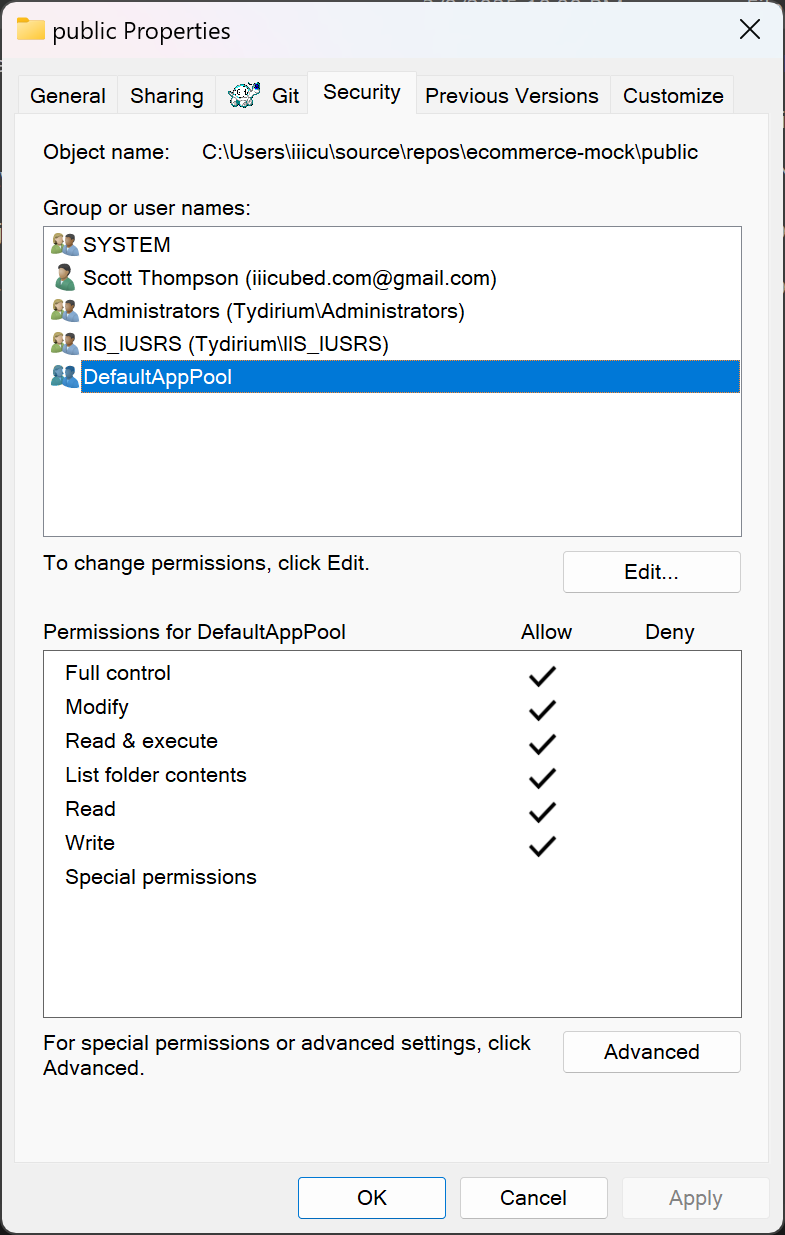 public Properties
General Sharing Git Security Previous Versions Customize
Object name: C:\Users\iiicu\source\repos\ecommerce-mock\public
Group or user names:
SYSTEM
Scott Thompson (iiicubed.com@gmail.com)
Administrators (Tydirium\Administrators)
IIS_IUSRS (Tydirium\IIS_IUSRS)
DefaultAppPool
To change permissions, click Edit.
Edit...
Permissions for DefaultAppPool Allow Deny
Full control
Modify
Read & execute
List folder contents
Read
Write
Special permissions
For special permissions or advanced settings, click
Advanced.
Advanced
OK Cancel Apply